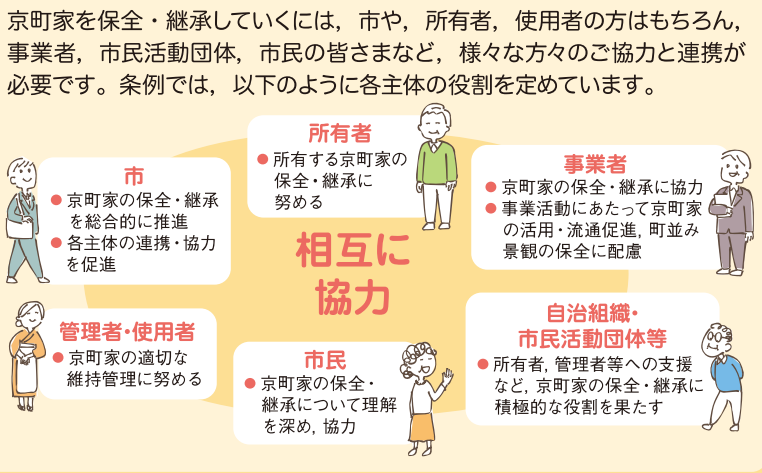 京町家を保全・継承していくには，市や，所有者，使用者の方はもちろん，
事業者，市民活動団体，市民の皆さまなど，様々な方々のご協力と連携が
必要です。条例では，以下のように各主体の役割を定めています。
所有者
● 所有する京町家の
保全・継承に
努める
市
● 京町家の保全・継承
を総合的に推進
● 各主体の連携・協力
を促進
事業者
● 京町家の保全・継承に協力
● 事業活動にあたって京町家
の活用・流通促進，町並み
景観の保全に配慮
相互に
協力
管理者・使用者
● 京町家の適切な
維持管理に努める
市民
● 京町家の保全・
継承について理解
を深め，協力
自治組織・
市民活動団体等
● 所有者，管理者等への支援
など，京町家の保全・継承に
積極的な役割を果たす